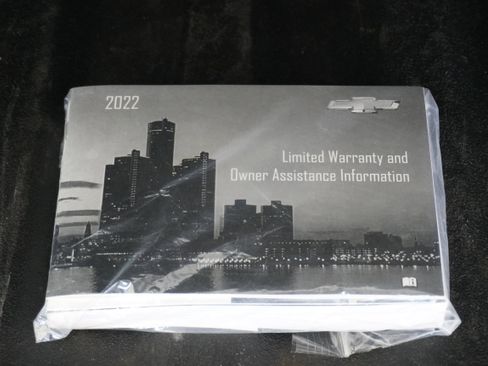 2022
Limited Warranty and
Owner Assistance Information